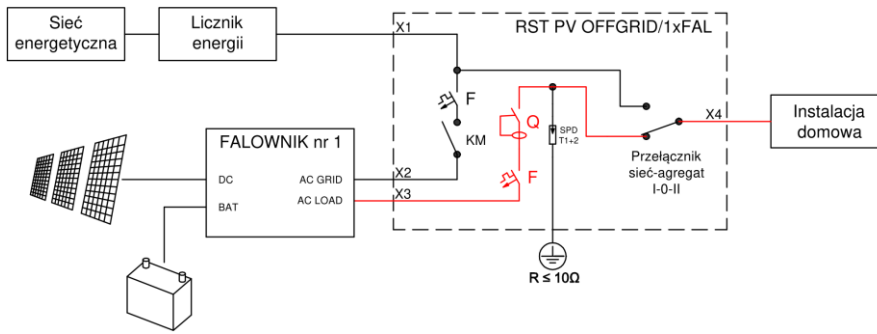 Sieć
energetyczna
Licznik
energii
X1
RST PV OFFGRID/1xFAL
F
KM
Q
SPD
T1+2
F
Przełącznik
sieć-agregat
I-0-II
X4
Instalacja
domowa
FALOWNIK nr 1
DC
AC GRID
X2
BAT
AC LOAD
X3
R ≤ 10Ω